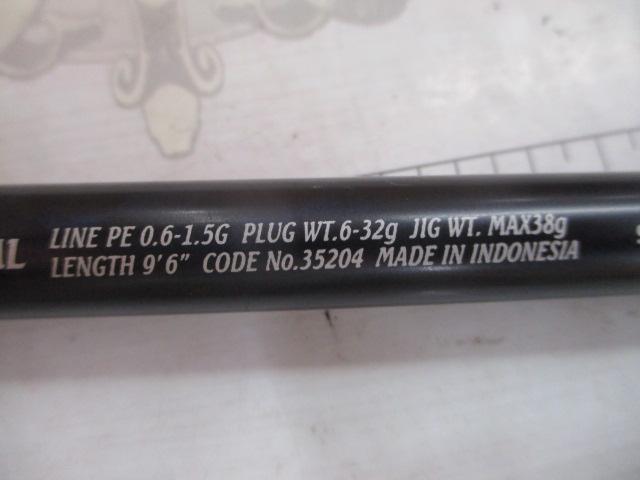 LINE PE 0.6-1.5G PLUG WT.6-32g JIG WT. MAX38g
LENGTH 9'6" CODE No.35204 MADE IN INDONESIA